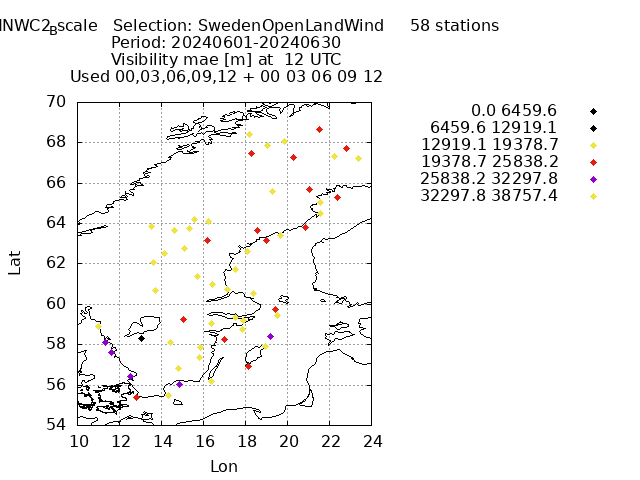 Selection: SwedenOpenLandWind 58 stations
Period: 20240601-20240630
Visibility mae [m] at 12 UTC
Used 00,03,06,09,12 + 00 03 06 09 12
0.0 6459.6
6459.6 12919.1
12919.1 19378.7
19378.7 25838.2
25838.2 32297.8
32297.8 38757.4
70
68
66
64
62
60
58
56
54
Lat
10 12 14 16 18 20 22 24
Lon